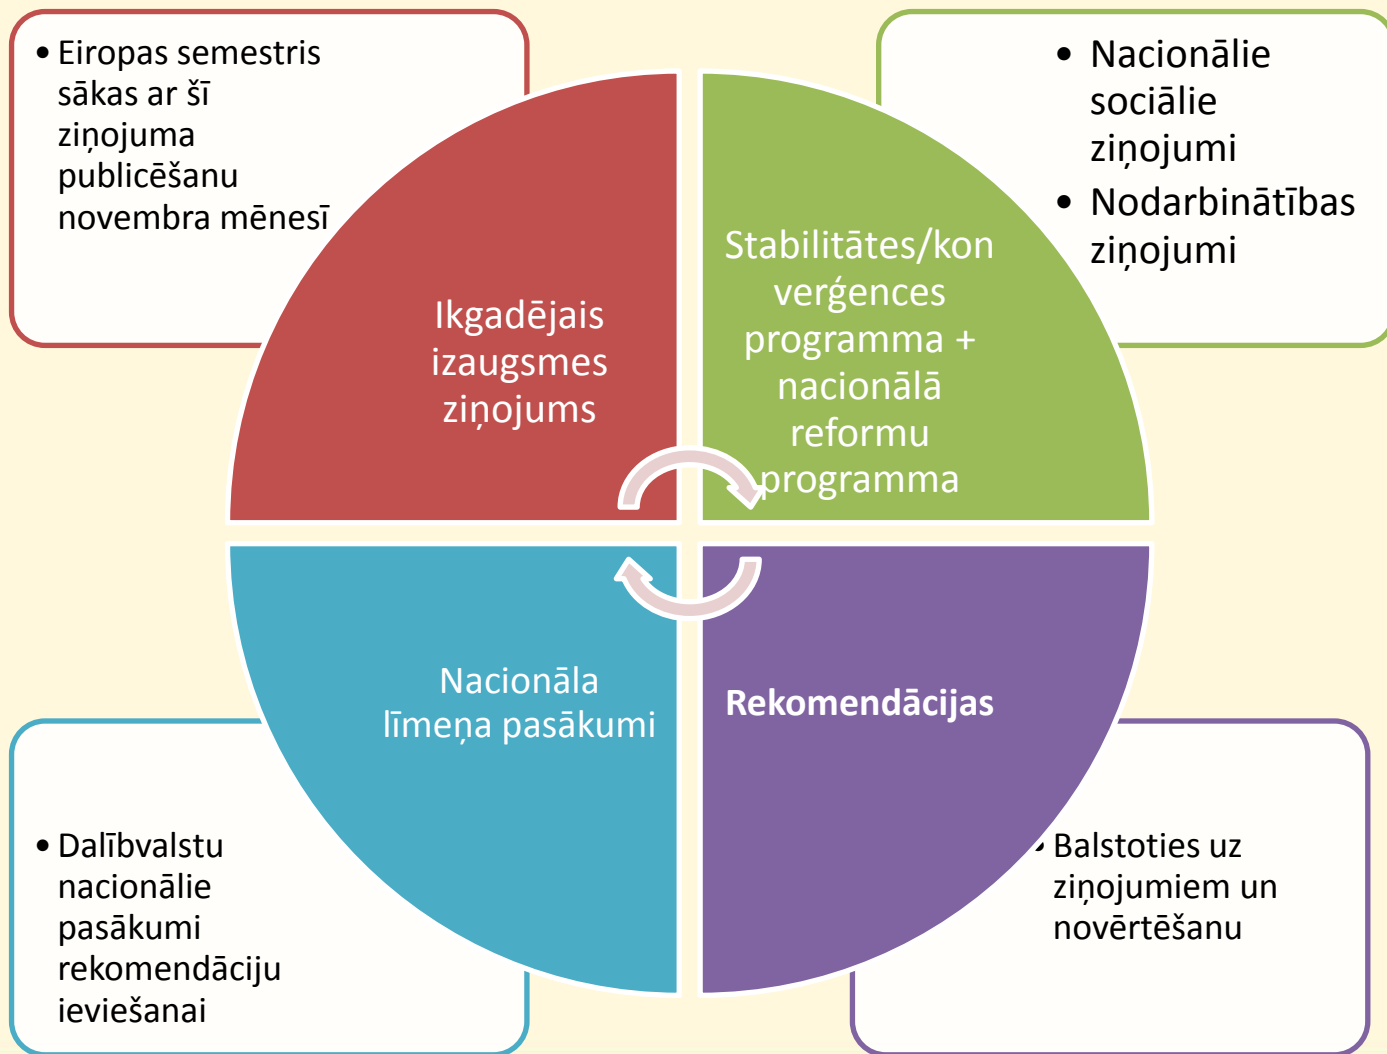 • Eiropas semestris
sākas ar šī
ziņojuma
publicēšanu
novembra mēnesī
• Nacionālie
sociālie
ziņojumi
• Nodarbinātības
ziņojumi
Ikgadējais
izaugsmes
ziņojums
Stabilitātes/kon
verģences
programma +
nacionālā
reformu
programma
Nacionāla
līmeņa pasākumi
Rekomendācijas
• Dalībvalstu
nacionālie
pasākumi
rekomendāciju
ieviešanai
• Balstoties uz
ziņojumiem un
novērtēšanu